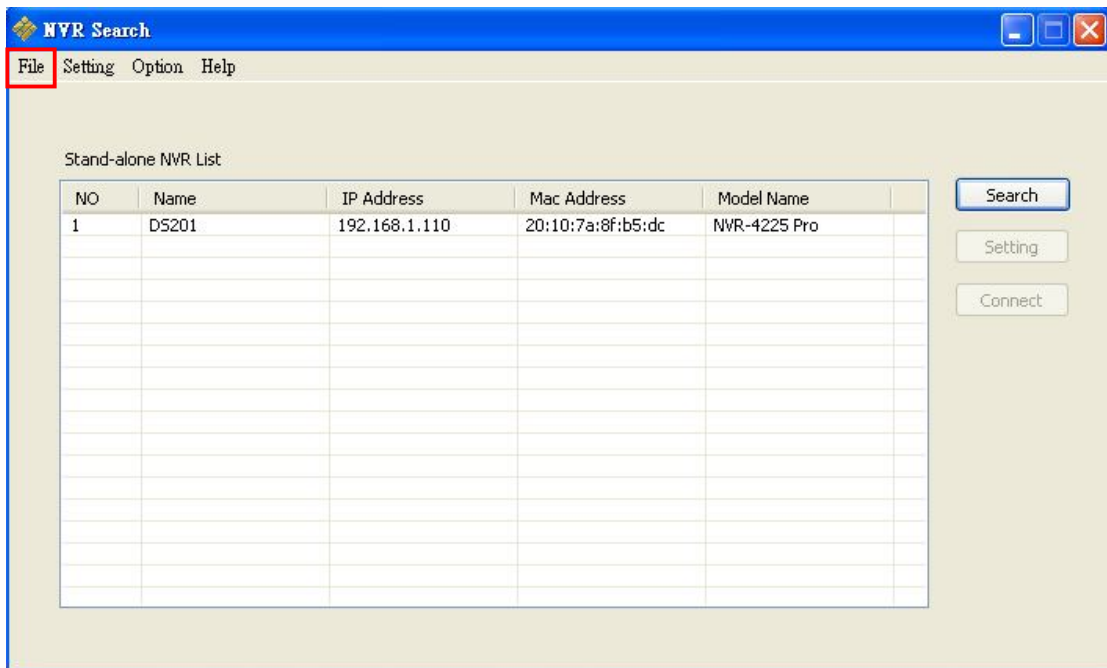 NVR Search
File Setting Option Help
Stand-alone NVR List
NO Name IP Address Mac Address Model Name
1 DS201 192.168.1.110 20:10:7a:8f:b5:dc NVR-4225 Pro
Search
Setting
Connect